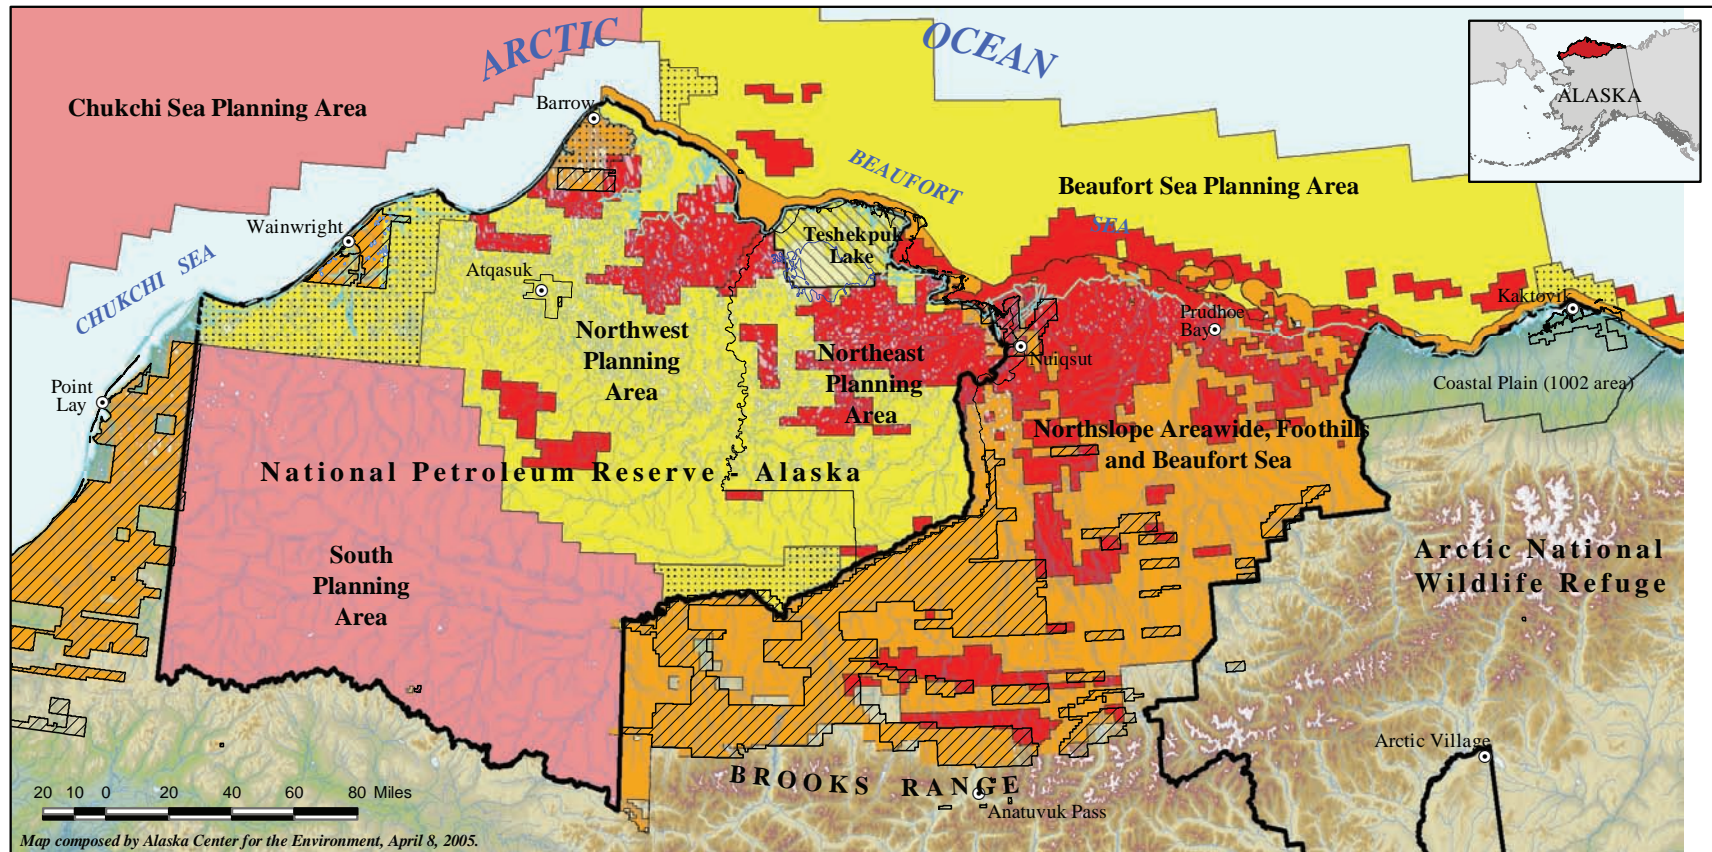 ARCTIC
OCEAN
ALASKA
Chukchi Sea Planning Area
Barrow
BEAUFORT
SEA
Beaufort Sea Planning Area
Wainwright
CHUKCHI SEA
Teshekpuk
Lake
Atqasuk
Kaktovik
Prudhoe
Bay
Northwest
Planning
Area
Northeast
Planning
Area
Nuiqsut
Point
Lay
Coastal Plain (1002 area)
Northslope Areawide, Foothills
and Beaufort Sea
National Petroleum Reserve Alaska
South
Planning
Area
Arctic National
Wildlife Refuge
Arctic Village
BROOKS RANGE
Anatuvuk Pass
20 10 0 20 40 60 80 Miles
Map composed by Alaska Center for the Environment, April 8, 2005.